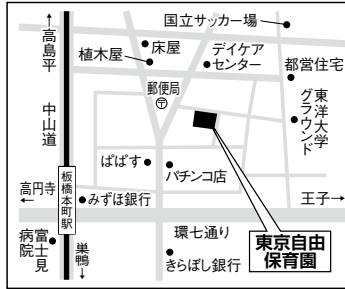 国立サッカー場
高島平
床屋
植木屋
デイケア
センター
都営住宅
郵便局
〒
中山道
東洋大学
グラウンド
ぱぱす
パチンコ店
板橋本町駅
高円寺
みずほ銀行
王子
環七通り
東京自由
保育園
富士見
病院
巣鴨
きらぼし銀行